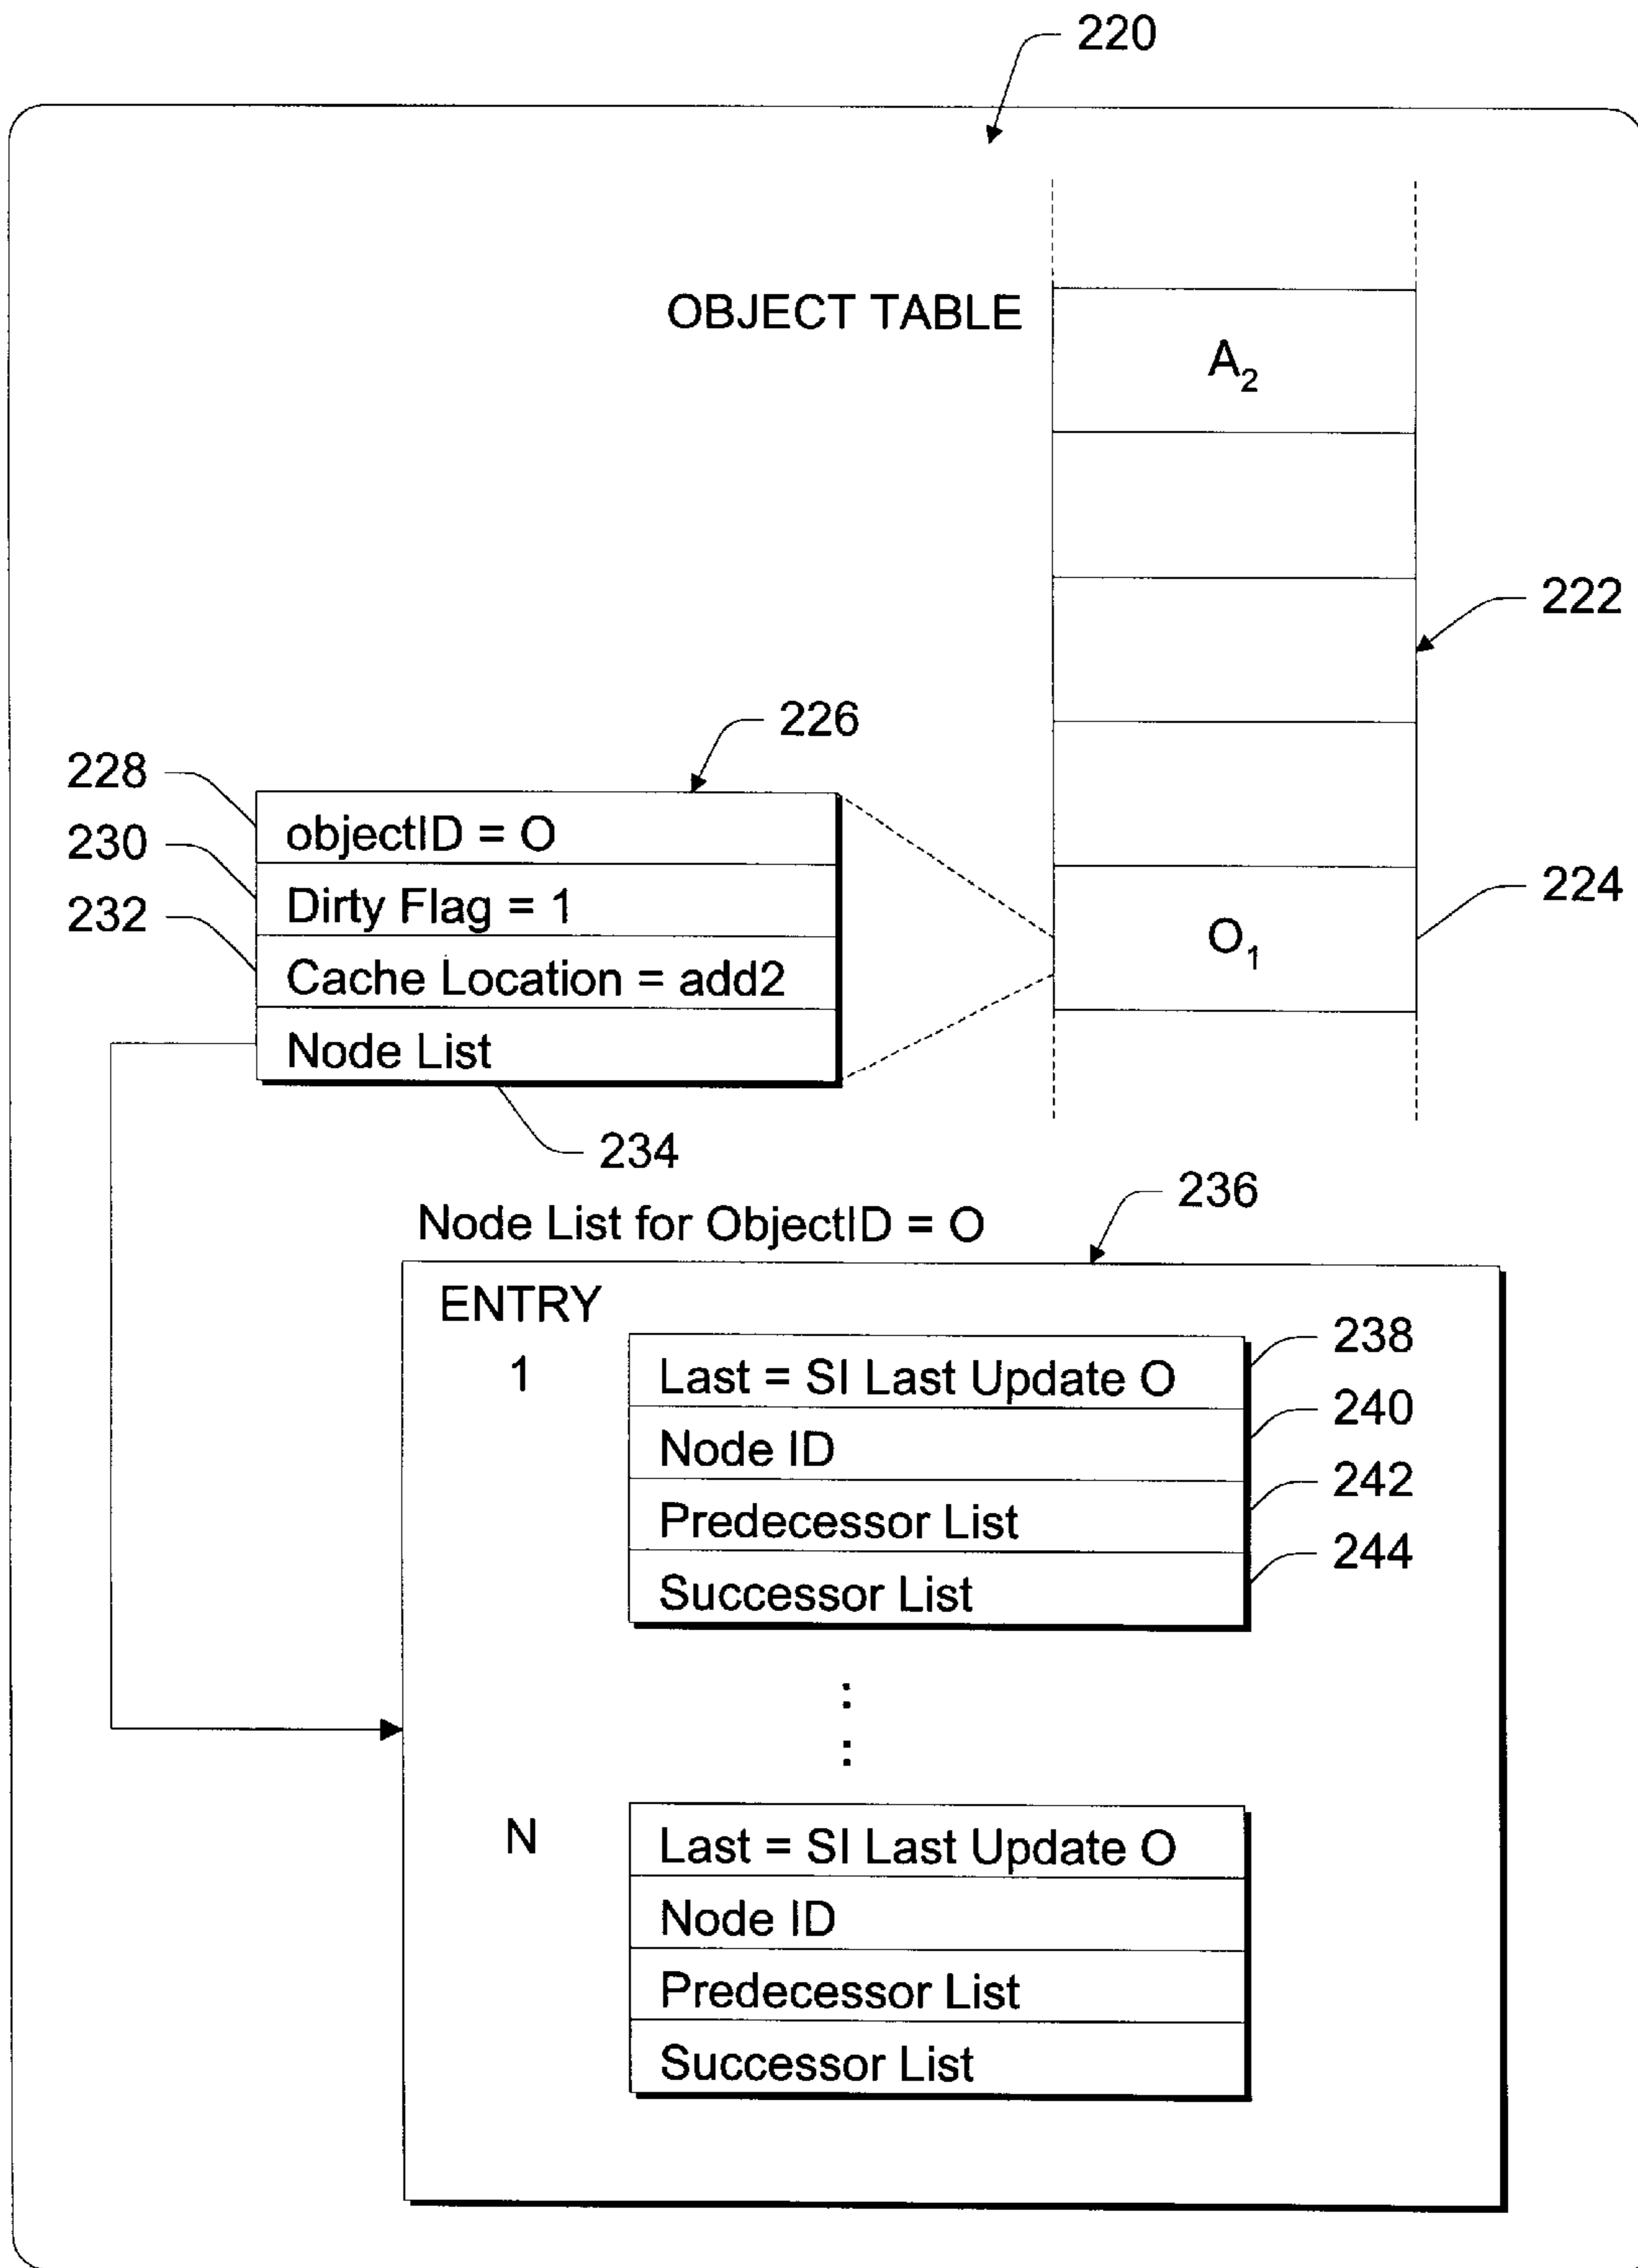 220
OBJECT TABLE
A₂
222
226
228
objectID = O
230
Dirty Flag = 1
232
Cache Location = add2
Node List
224
O₁
234
236
Node List for ObjectID = O
ENTRY
1
Last = SI Last Update O
238
Node ID
240
Predecessor List
242
Successor List
244
:
:
N
Last = SI Last Update O
Node ID
Predecessor List
Successor List